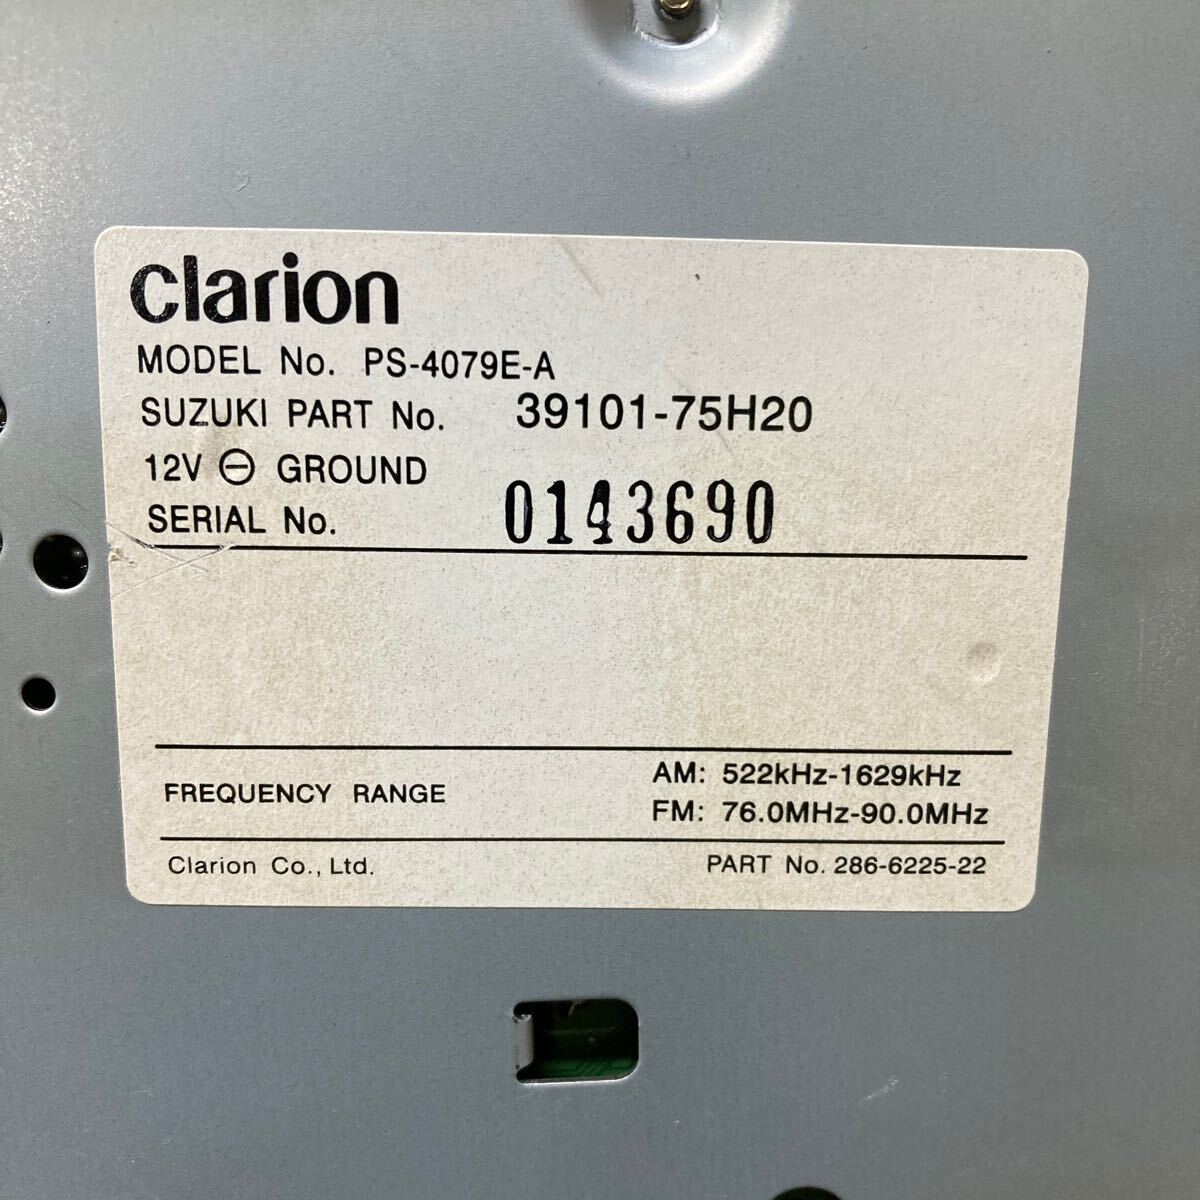 Clarion
MODEL No. PS-4079E-A
SUZUKI PART No. 39101-75H20
12V ⊖ GROUND
SERIAL No. 0143690
FREQUENCY RANGE
AM: 522kHz-1629kHz
FM: 76.0MHz-90.0MHz
Clarion Co., Ltd. PART No. 286-6225-22